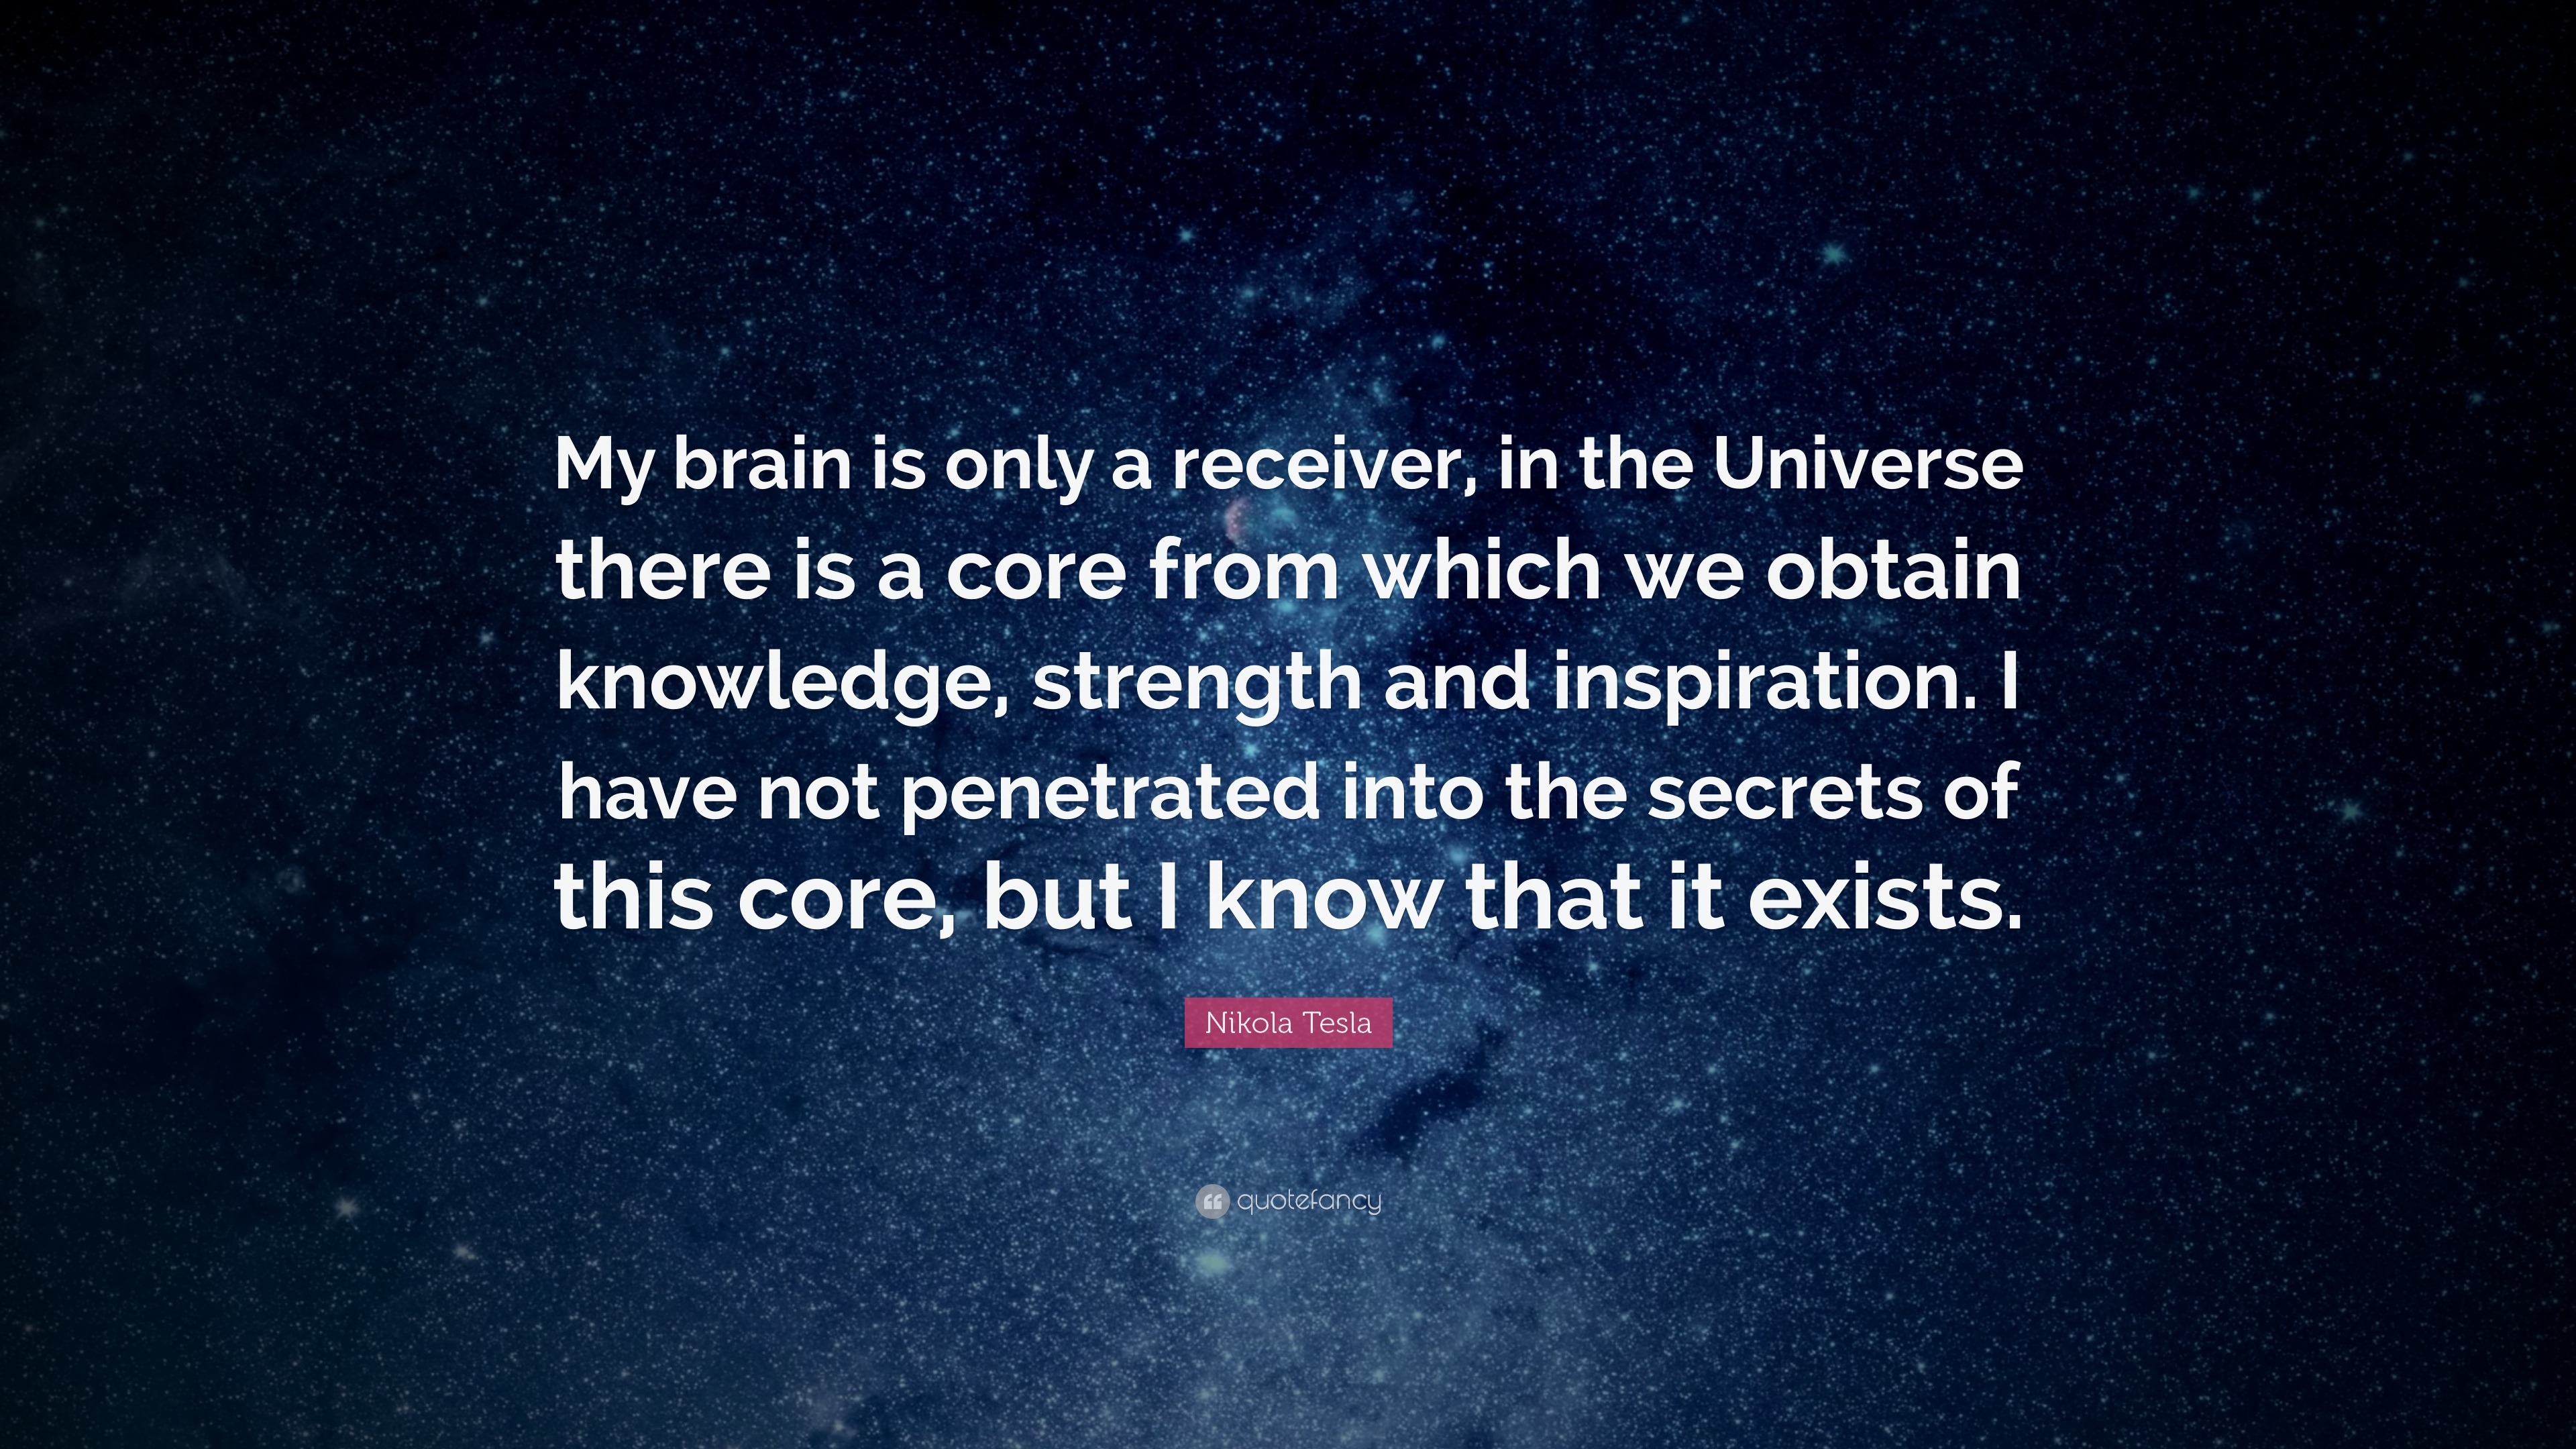 My brain is only a receiver, in the Universe
there is a core from which we obtain
knowledge, strength and inspiration. I
have not penetrated into the secrets of
this core, but I know that it exists.
Nikola Tesla
quotefancy